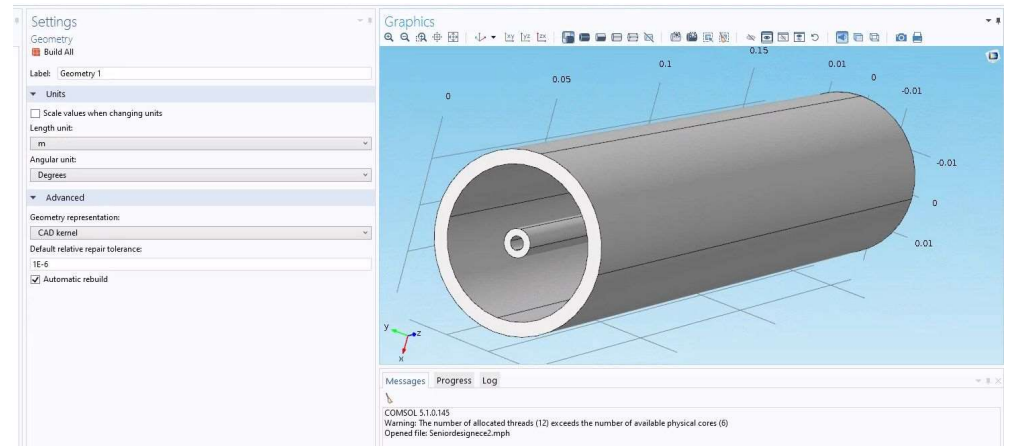 Settings
Geometry
Build All
Label: Geometry 1
Units
Scale values when changing units
Length unit:
m
Angular unit:
Degrees
Advanced
Geometry representation:
CAD kernel
Default relative repair tolerance:
1E-6
Automatic rebuild
Graphics
0.15
0.1
0.01
0.05
0
0
-0.01
-0.01
0
0.01
y
z
x
Messages Progress Log
COMSOL 5.1.0.145
Warning: The number of allocated threads (12) exceeds the number of available physical cores (6)
Opened file: Seniordesignece2.mph